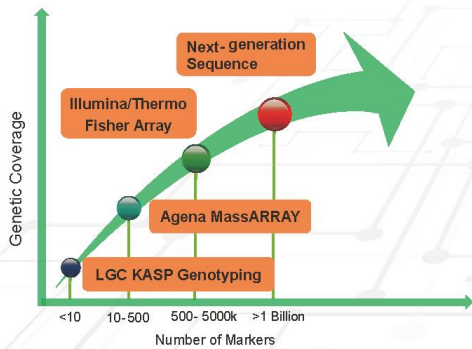 Next-generation
Sequence
Illumina/Thermo
Fisher Array
Agena MassARRAY
LGC KASP Genotyping
Genetic Coverage
<10
10-500
500-5000k
>1 Billion
Number of Markers